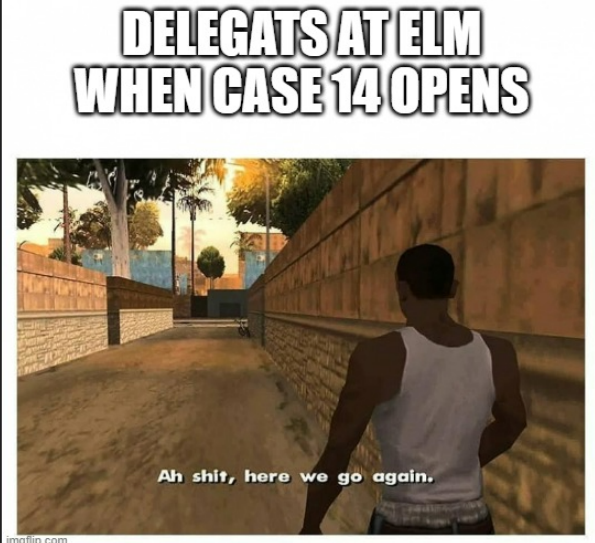 DELEGATS AT ELM
WHEN CASE 14 OPENS
Ah shit, here we go again.
imgflip.com